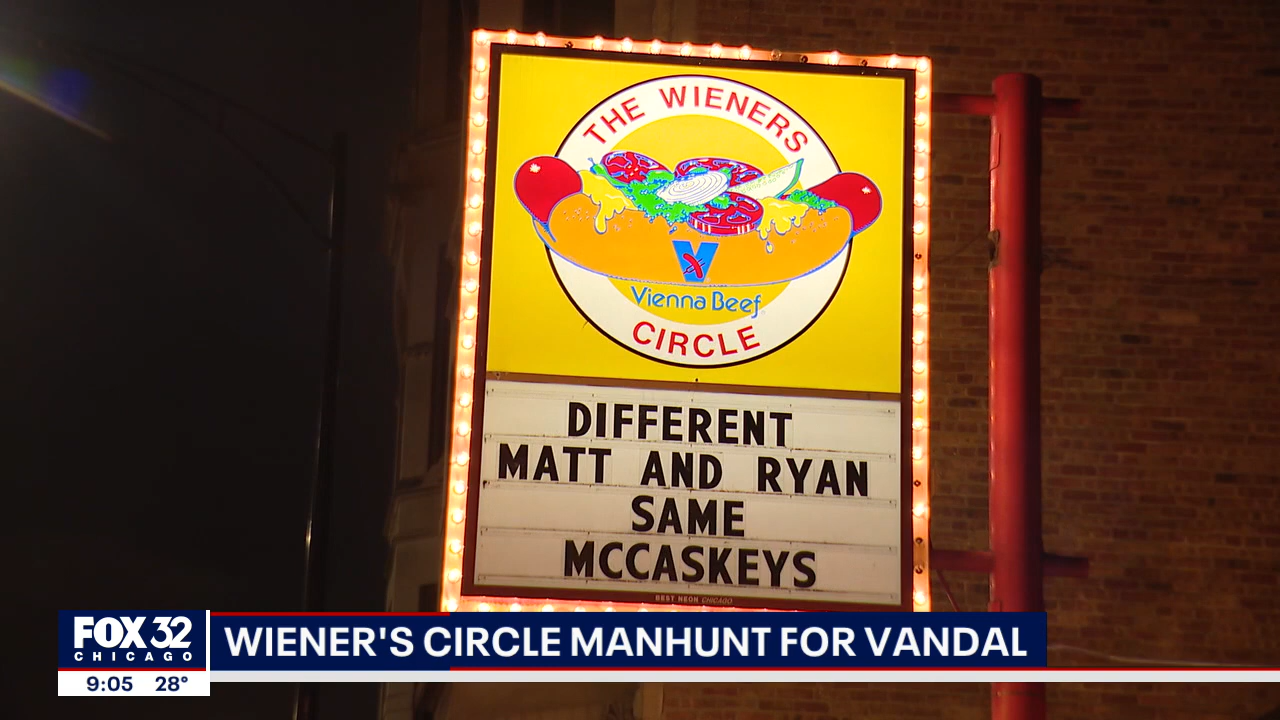 THE WIENERS
V
Vienna Beef
CIRCLE
DIFFERENT
MATT AND RYAN
SAME
MCCASKEYS
BEST NEON CHICAGO
FOX 32
CHICAGO
WIENER'S CIRCLE MANHUNT FOR VANDAL
9:05 28°